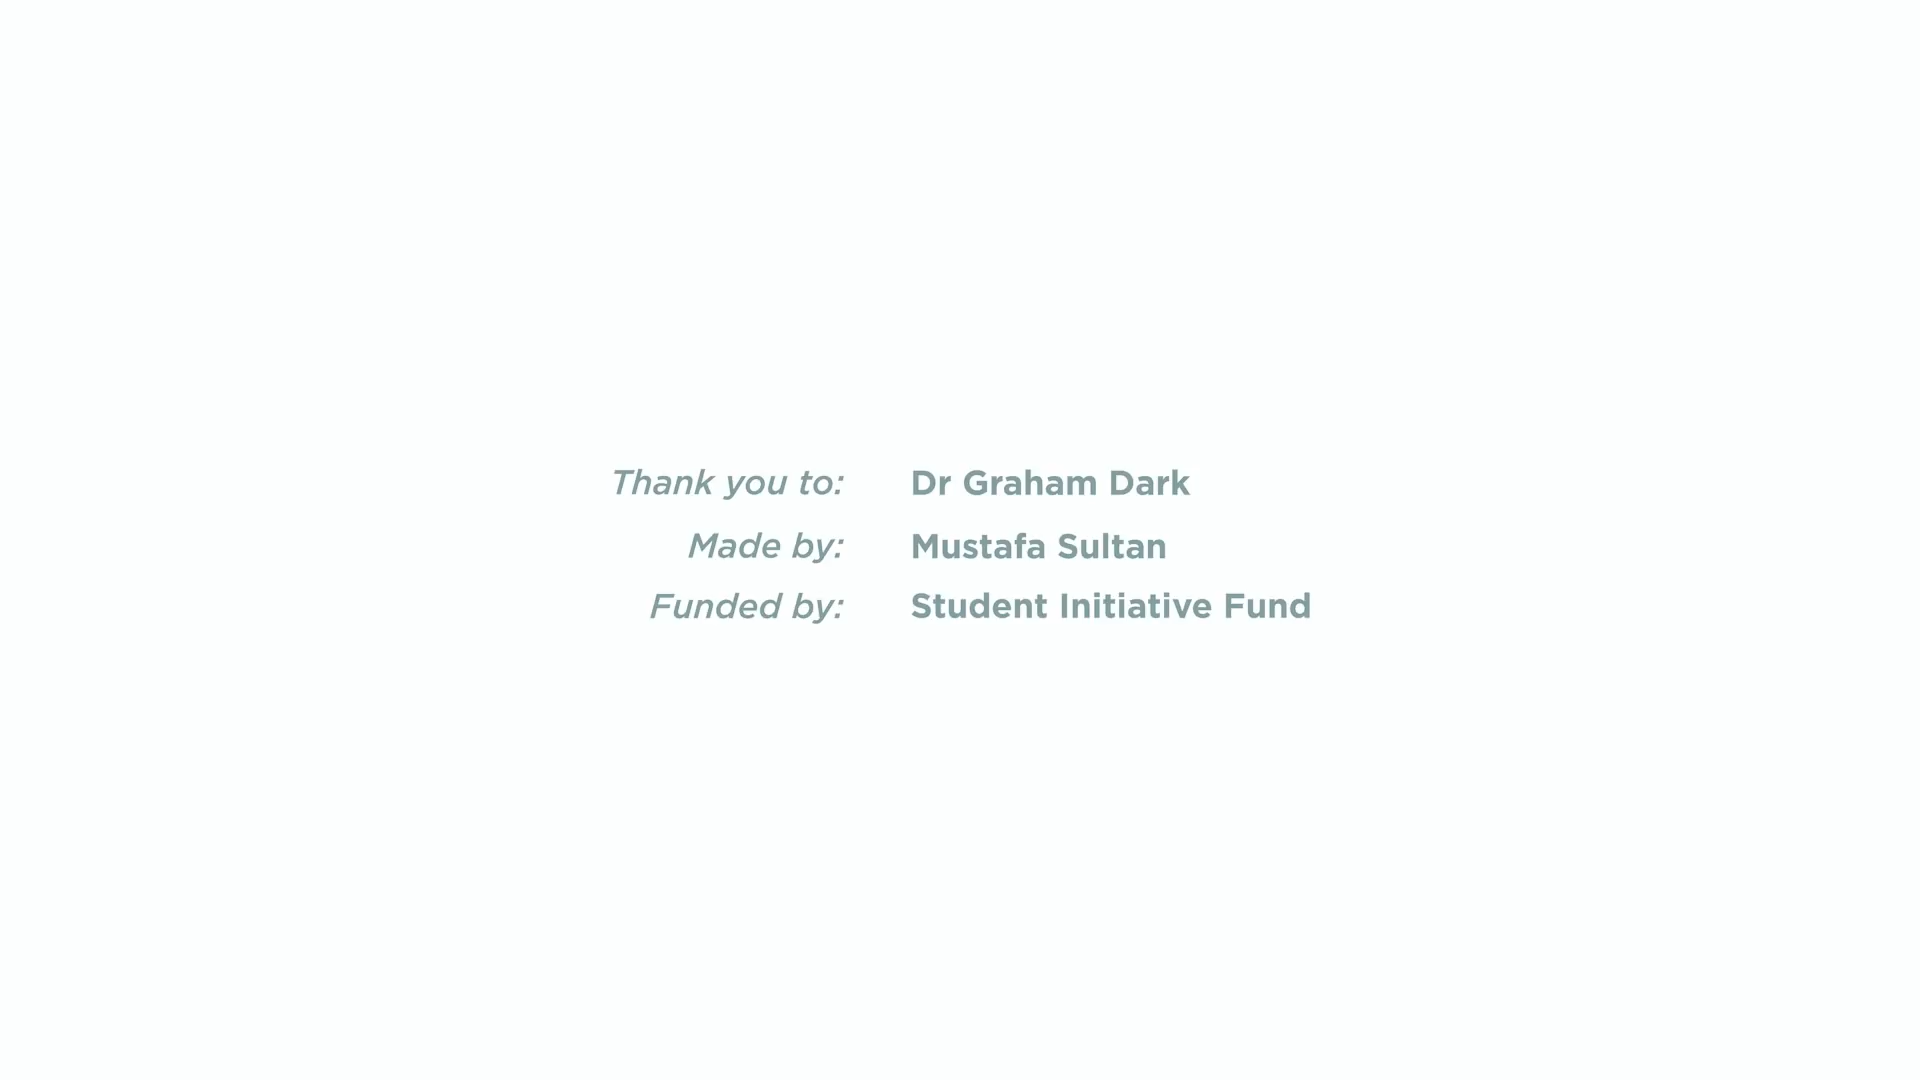 Thank you to: Dr Graham Dark
Made by: Mustafa Sultan
Funded by: Student Initiative Fund